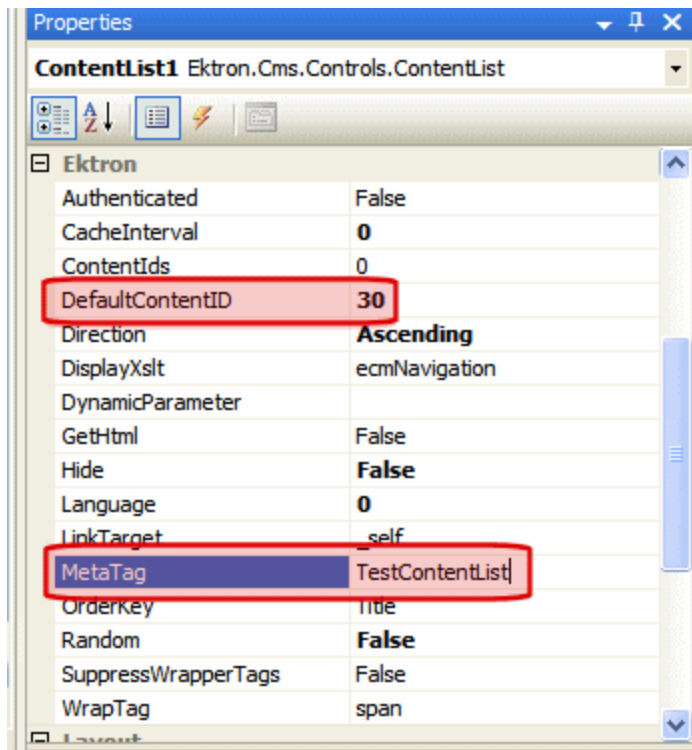 Properties
ContentList1 Ektron.Cms.Controls.ContentList
Ektron
Authenticated False
CacheInterval 0
ContentIds 0
DefaultContentID 30
Direction Ascending
DisplayXslt ecmNavigation
DynamicParameter
GetHtml False
Hide False
Language 0
LinkTarget _self
MetaTag TestContentList
OrderKey Title
Random False
SuppressWrapperTags False
WrapTag span
Layout